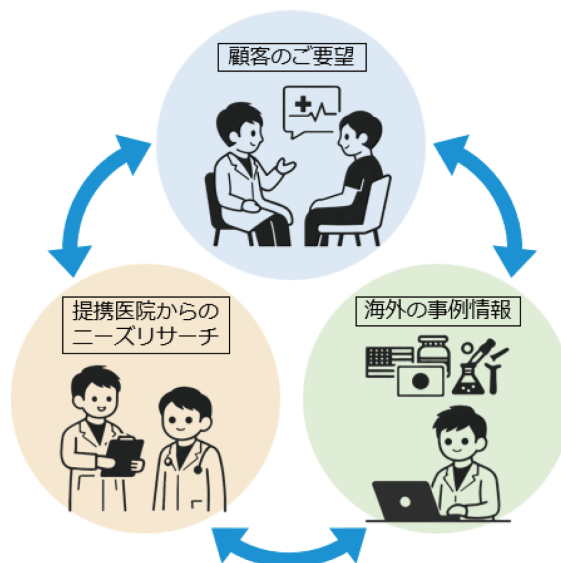 顧客のご要望
提携医院からの
ニーズリサーチ
海外の事例情報